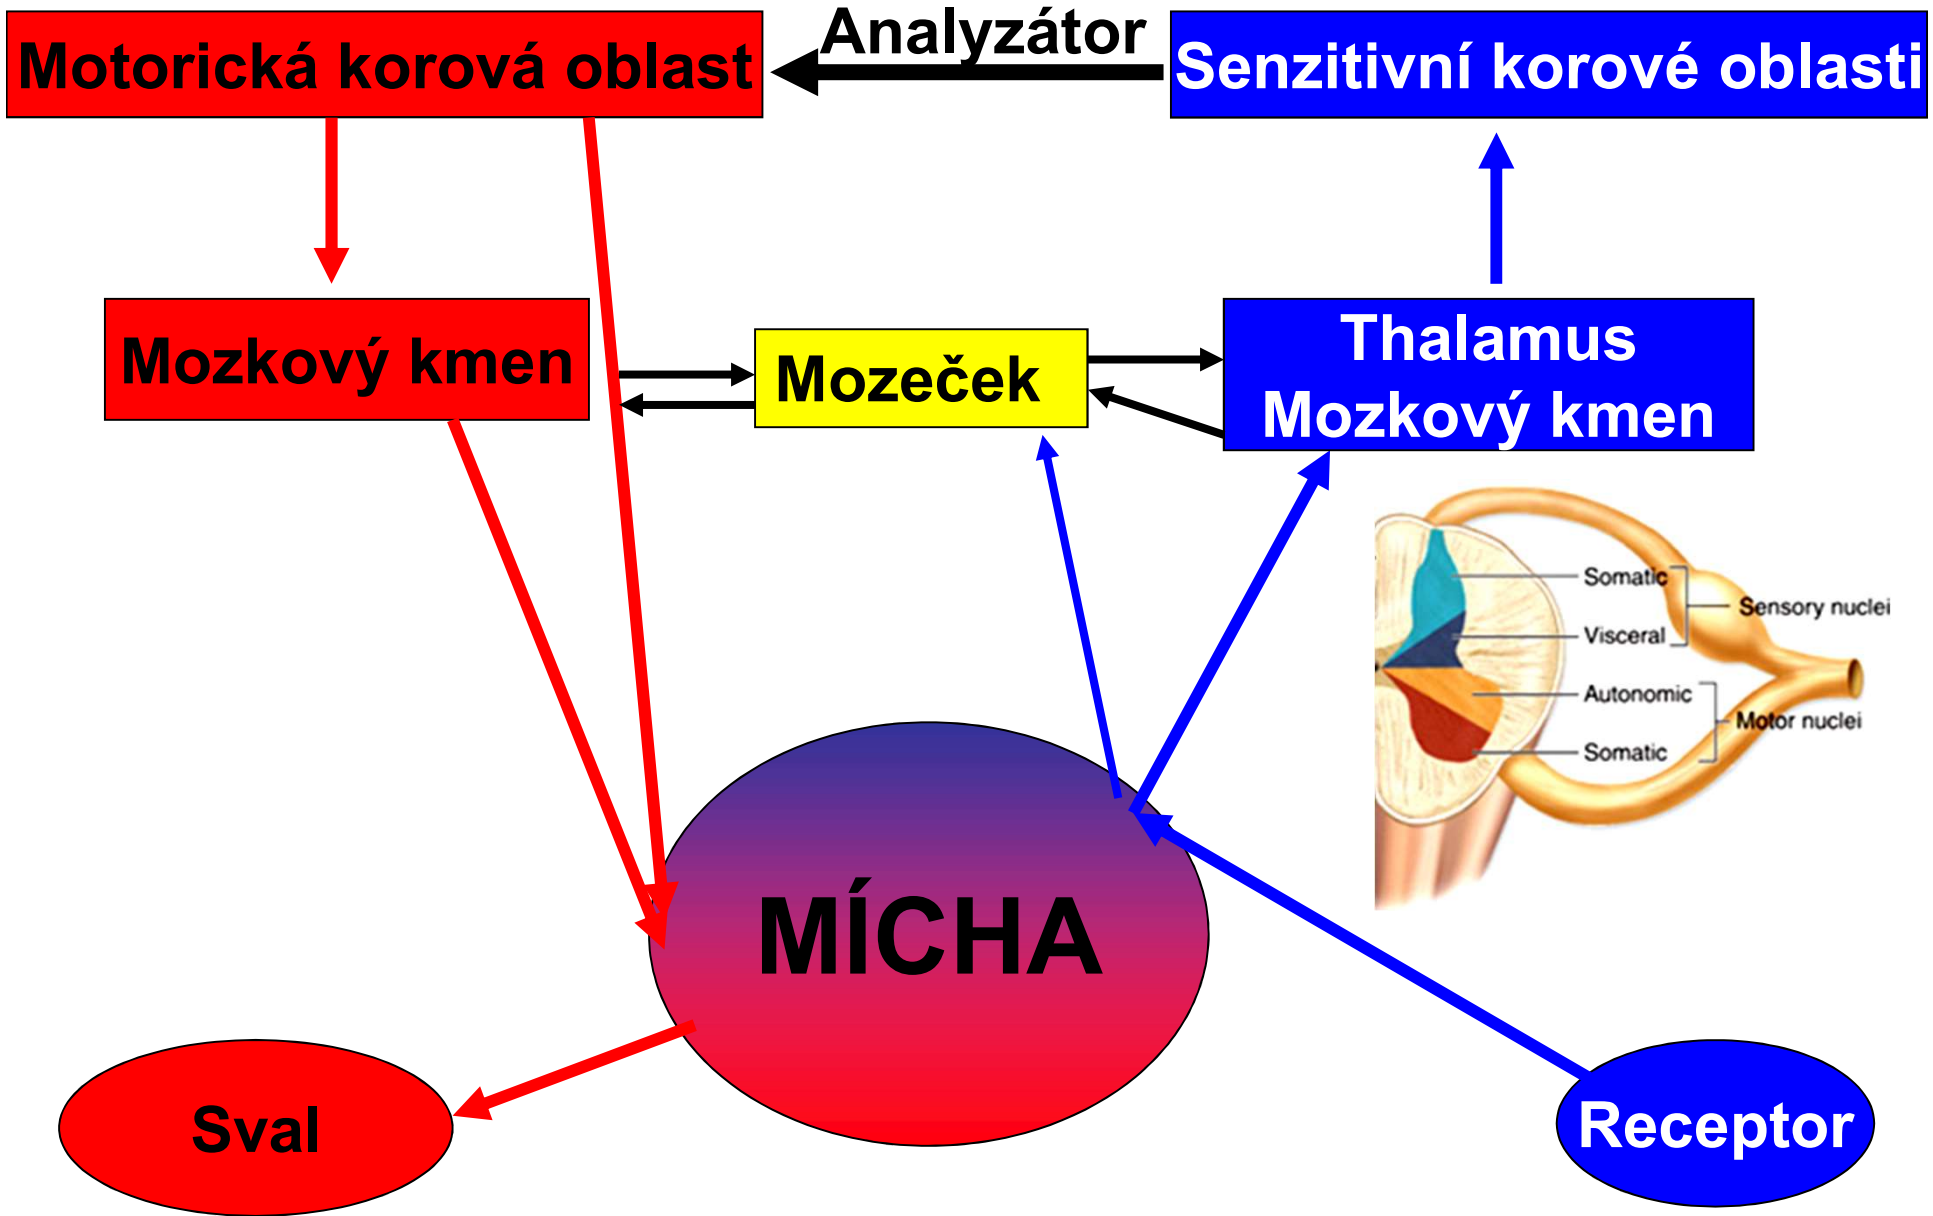 Analyzátor
Motorická korová oblast
Senzitivní korové oblasti
Mozkový kmen
Mozeček
Thalamus
Mozkový kmen
Somatic
Sensory nuclei
Visceral
Autonomic
Motor nuclei
Somatic
MÍCHA
Sval
Receptor